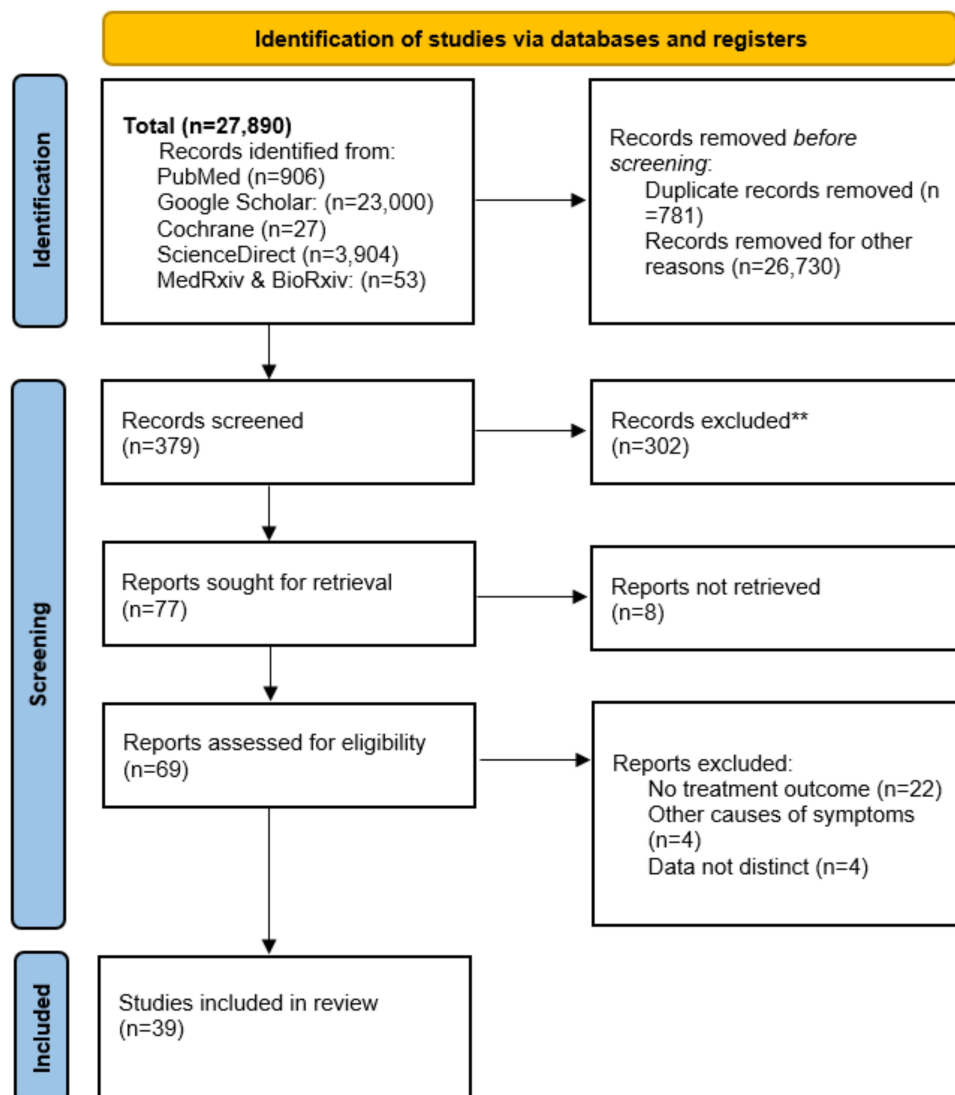 Identification of studies via databases and registers
Identification
Total (n=27,890)
Records identified from:
PubMed (n=906)
Google Scholar: (n=23,000)
Cochrane (n=27)
ScienceDirect (n=3,904)
MedRxiv & BioRxiv: (n=53)
Records removed before
screening:
Duplicate records removed (n
=781)
Records removed for other
reasons (n=26,730)
Screening
Records screened
(n=379)
Records excluded**
(n=302)
Reports sought for retrieval
(n=77)
Reports not retrieved
(n=8)
Reports assessed for eligibility
(n=69)
Reports excluded:
No treatment outcome (n=22)
Other causes of symptoms
(n=4)
Data not distinct (n=4)
Included
Studies included in review
(n=39)